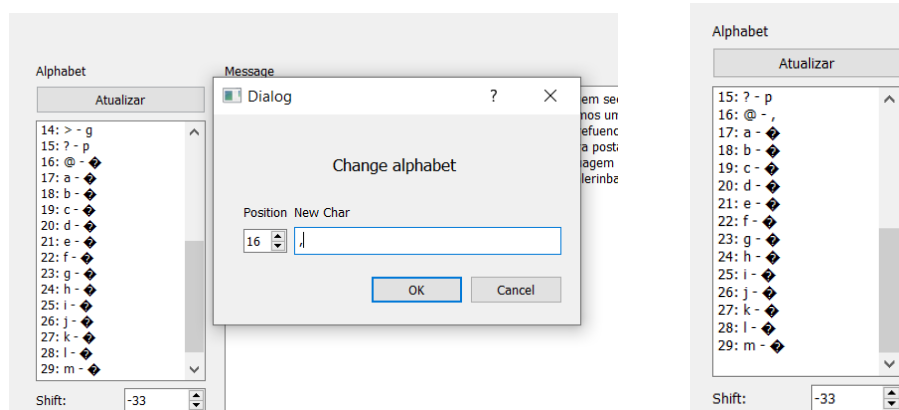 Alphabet
Atualizar
14: > - g
15: ? - p
16: @ - �
17: a - �
18: b - �
19: c - �
20: d - �
21: e - �
22: f - �
23: g - �
24: h - �
25: i - �
26: j - �
27: k - �
28: l - �
29: m - �
Shift:
-33
Message
Dialog
?
Change alphabet
Position New Char
16
,
OK
Cancel
em
nos
a
Alphabet
Atualizar
15: ? - p
16: @ - ,
17: a - �
18: b - �
19: c - �
20: d - �
21: e - �
22: f - �
23: g - �
24: h - �
25: i - �
26: j - �
27: k - �
28: l - �
29: m - �
Shift:
-33